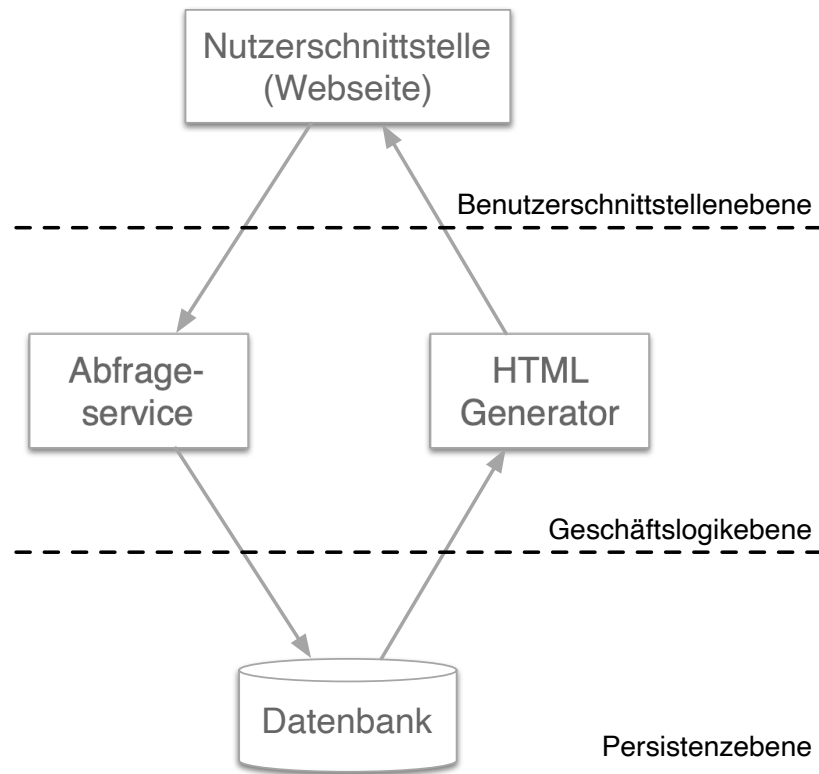 Nutzerschnittstelle
(Webseite)
Benutzerschnittstellenebene
Abfrage-
service
HTML
Generator
Geschäftslogikebene
Datenbank
Persistenzebene